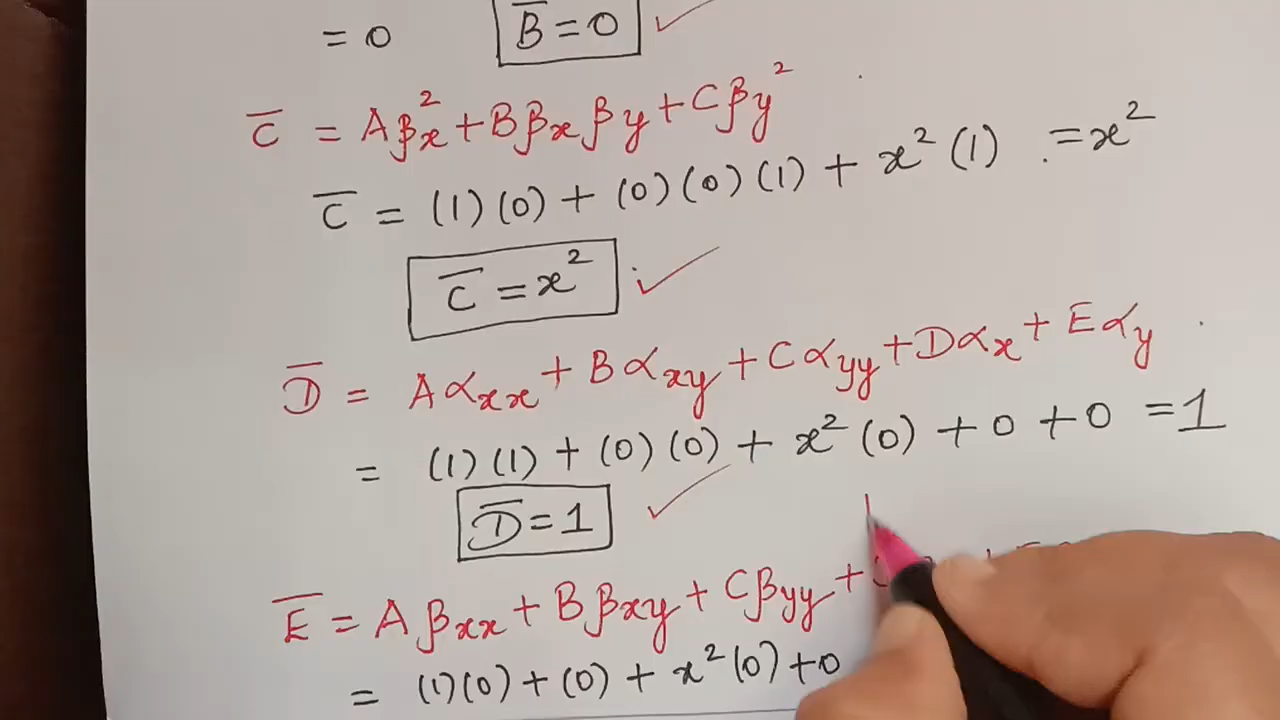 = 0 B̅ = 0
C̅ = Aβx² + Bβxβy + Cβy²
C̅ = (1)(0) + (0)(0)(1) + x²(1) = x²
C̅ = x²
D̅ = Aαxx + Bαxy + Cαyy + Dαx + Eαy
= (1)(1) + (0)(0) + x²(0) + 0 + 0 = 1
D̅ = 1
E̅ = Aβxx + Bβxy + Cβyy +
= (1)(0) + (0) + x²(0) + 0